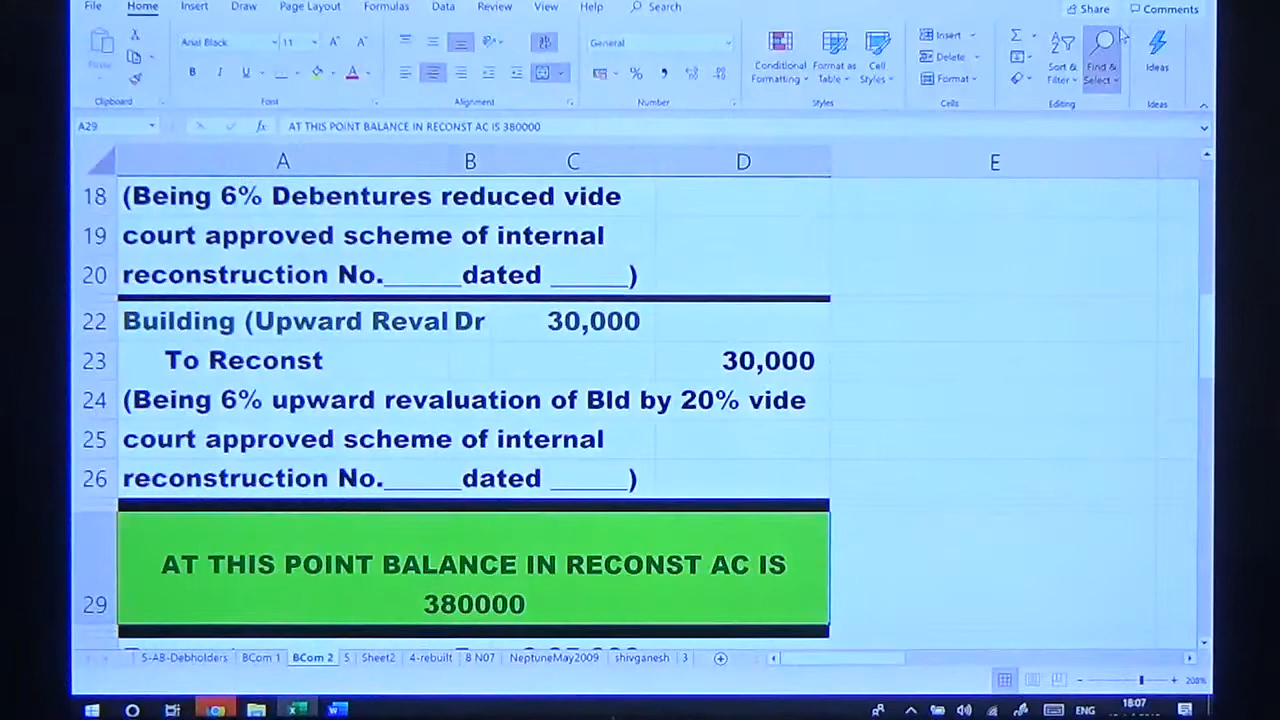 File Home Insert Draw Page Layout Formulas Data Review View Help Search Share Comments
Arial Black 11 General Insert
Paste B I U Conditional Format as Cell Delete Sort & Find & Ideas
Formatting Table Styles Format Filter Select
Clipboard Font Alignment Number Styles Cells Editing Ideas
A29 fx AT THIS POINT BALANCE IN RECONST AC IS 380000
A B C D E
18 (Being 6% Debentures reduced vide
19 court approved scheme of internal
20 reconstruction No.______dated ______)
22 Building (Upward Reval Dr 30,000
23 To Reconst 30,000
24 (Being 6% upward revaluation of Bld by 20% vide
25 court approved scheme of internal
26 reconstruction No.______dated ______)
AT THIS POINT BALANCE IN RECONST AC IS
29 380000
5-AB-Debholders BCom 1 BCom 2 5 Sheet2 4-rebuilt 8 N07 NeptuneMay2009 shivganesh 3
208%
ENG 18:07